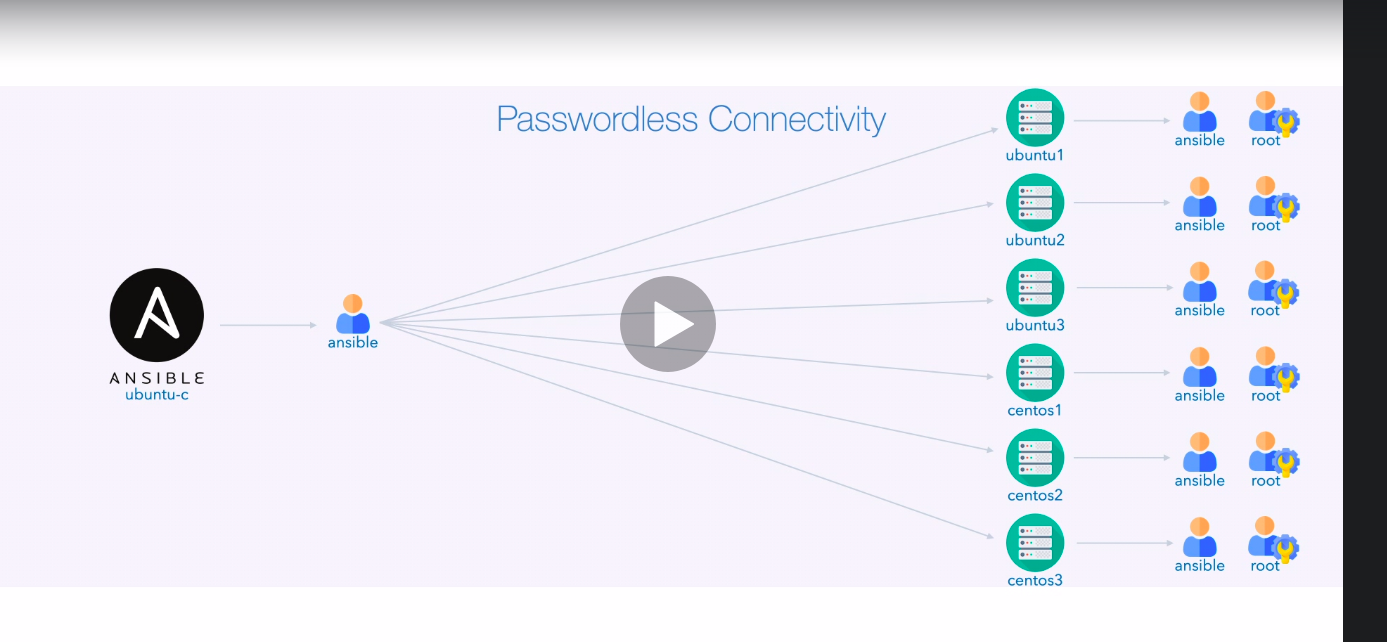 Passwordless Connectivity
ANSIBLE
ubuntu-c
ansible
ubuntu1
ansible
root
ubuntu2
ansible
root
ubuntu3
ansible
root
centos1
ansible
root
centos2
ansible
root
centos3
ansible
root